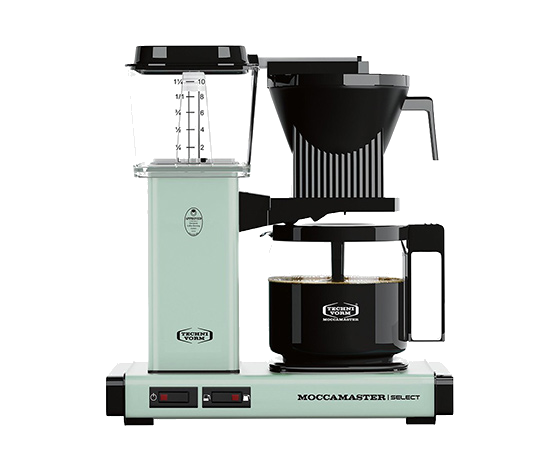 1¼ 10
1/1 8
¾ 6
½ 4
¼ 2
TECHNI
VORM
TECHNI
VORM
MOCCAMASTER
MOCCAMASTER | SELECT